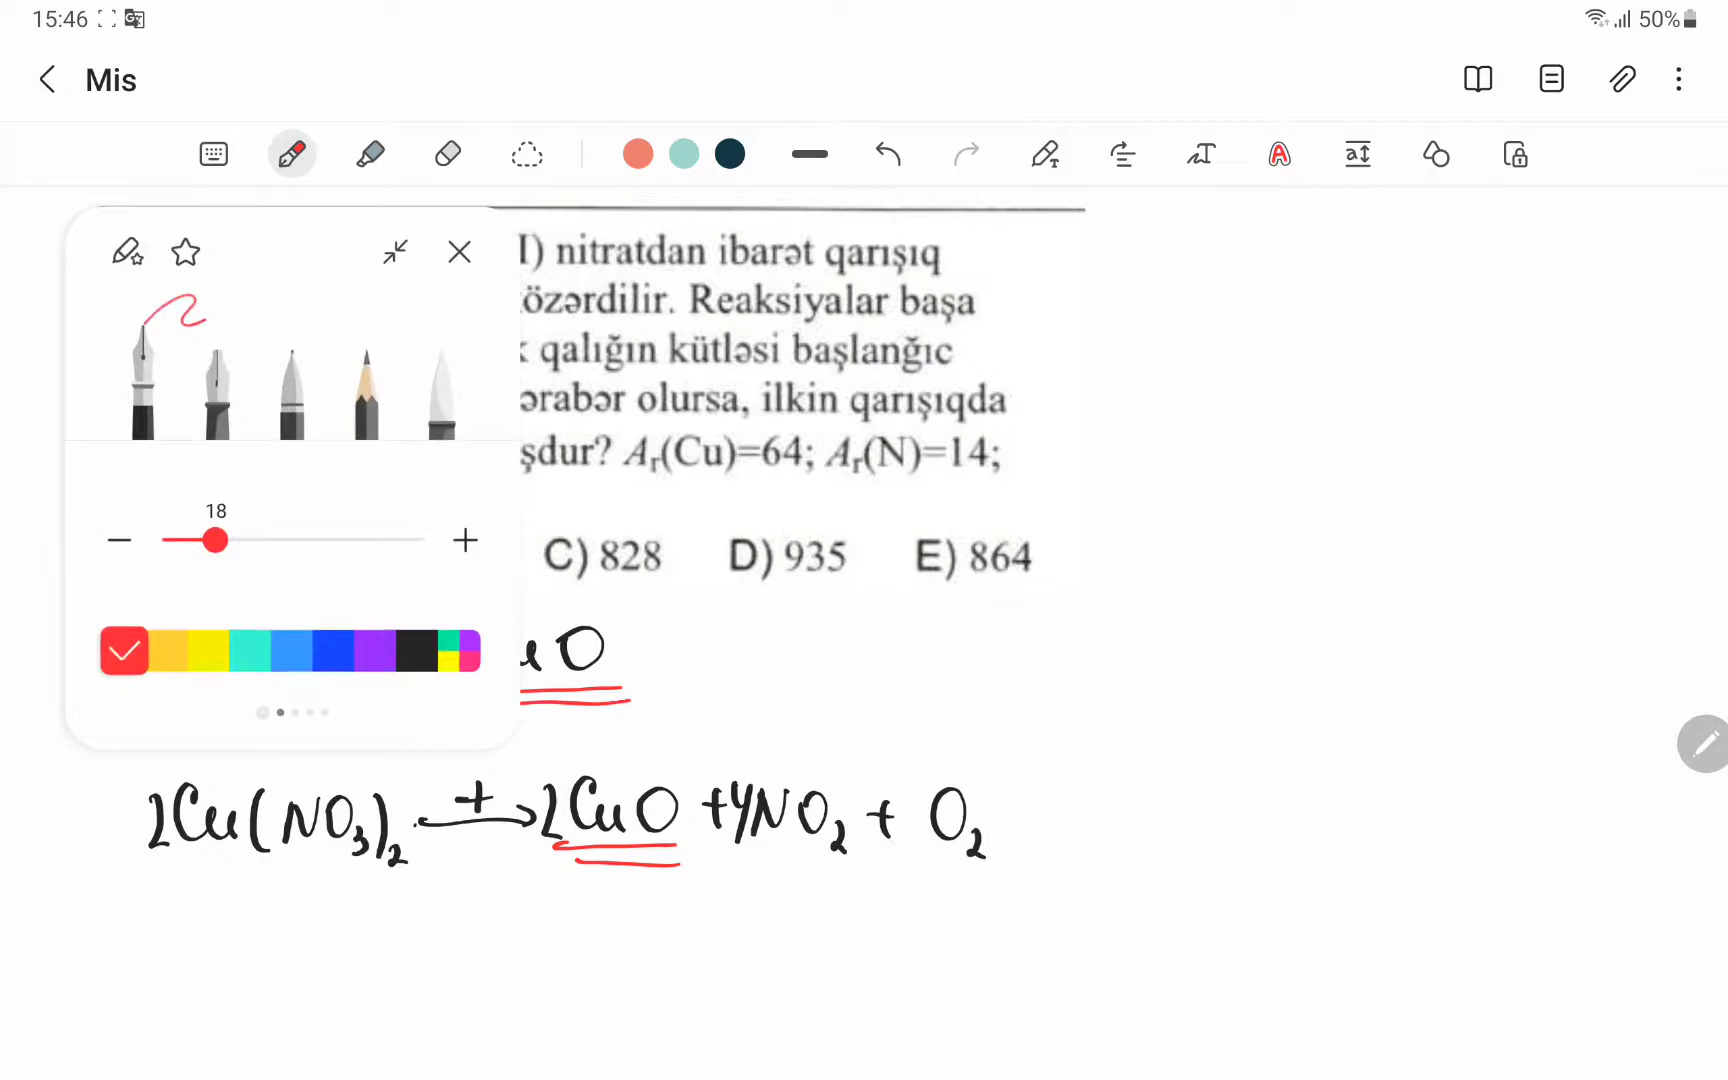 15:46
50%
Mis
I) nitratdan ibarət qarışıq
özərdilir. Reaksiyalar başa
qalığın kütləsi başlanğıc
ərabər olursa, ilkin qarışıqda
şdur? Aᵣ(Cu)=64; Aᵣ(N)=14;
18
C) 828 D) 935 E) 864
uO
2Cu(NO₃)₂ →ᵗ 2CuO + 4NO₂ + O₂